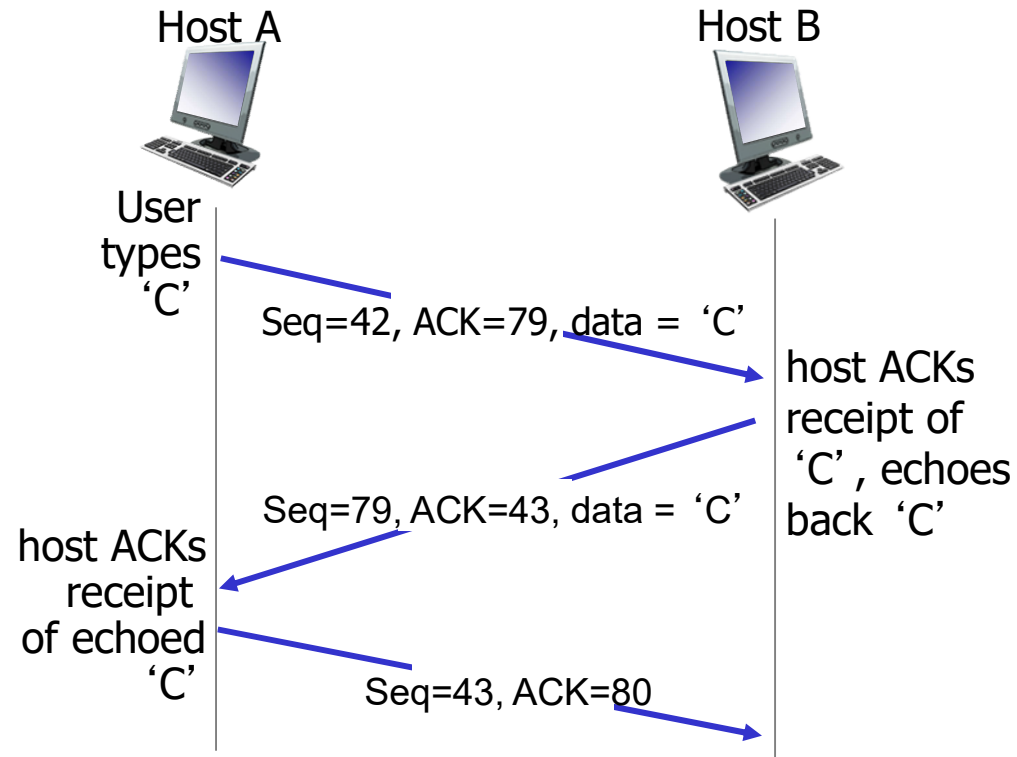 Host A
Host B
User
types
‘C’
Seq=42, ACK=79, data = ‘C’
host ACKs
receipt of
‘C’, echoes
back ‘C’
Seq=79, ACK=43, data = ‘C’
host ACKs
receipt
of echoed
‘C’
Seq=43, ACK=80